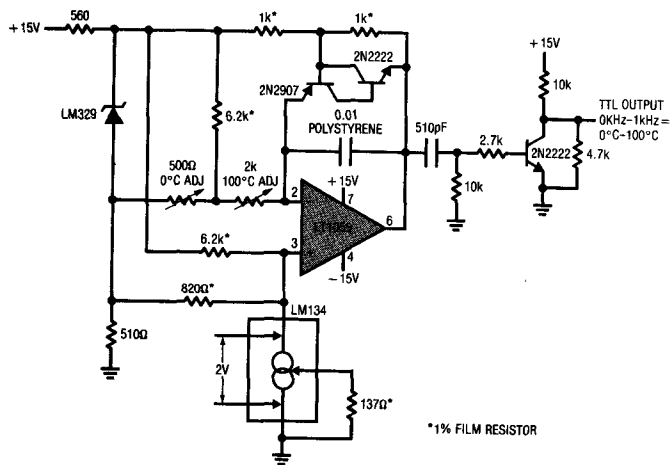 +15V
560
1k*
1k*
2N2222
2N2907
LM329
6.2k*
0.01
POLYSTYRENE
510pF
+15V
10k
TTL OUTPUT
0KHz-1kHz=
0°C-100°C
2.7k
2N2222
4.7k
10k
500Ω
0°C ADJ
2k
100°C ADJ
2
+15V
7
6
3
4
-15V
6.2k*
820Ω*
LM134
510Ω
2V
137Ω*
*1% FILM RESISTOR